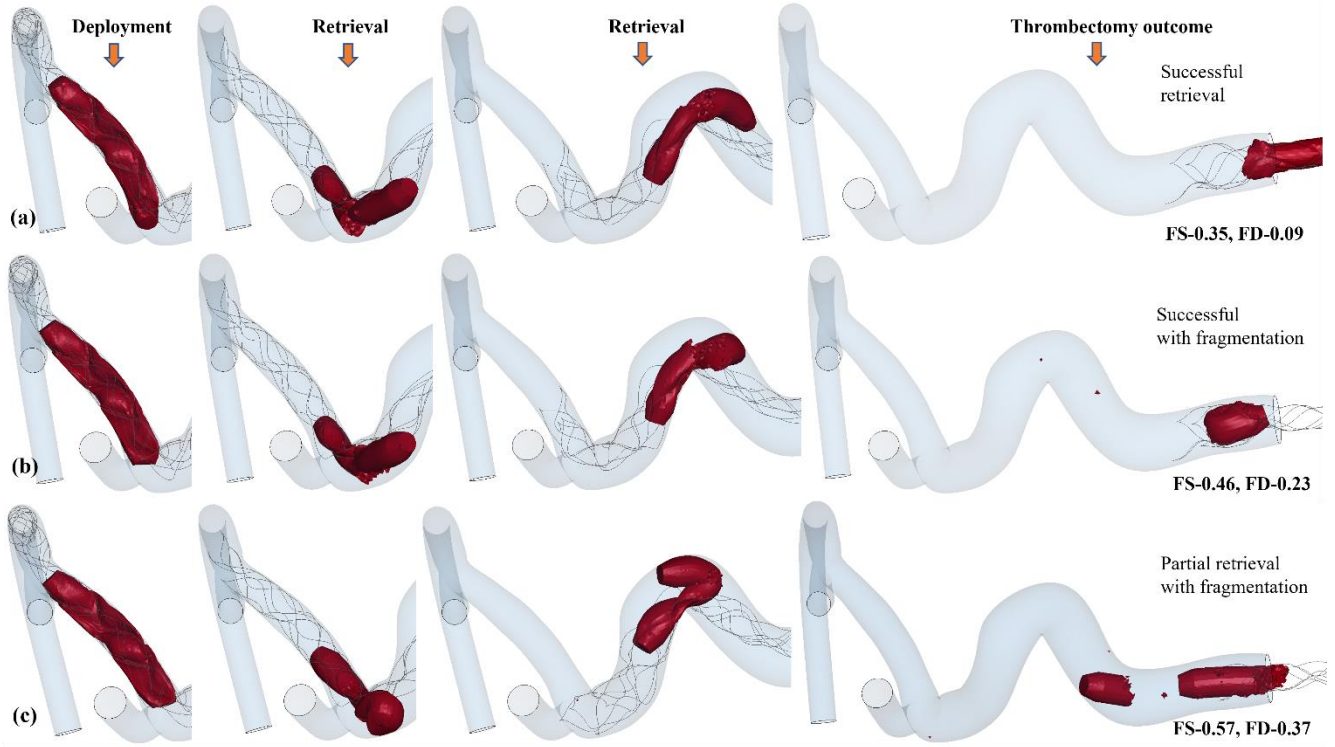 Deployment
Retrieval
Retrieval
Thrombectomy outcome
Successful
retrieval
(a)
FS-0.35, FD-0.09
Successful
with fragmentation
(b)
FS-0.46, FD-0.23
Partial retrieval
with fragmentation
(c)
FS-0.57, FD-0.37